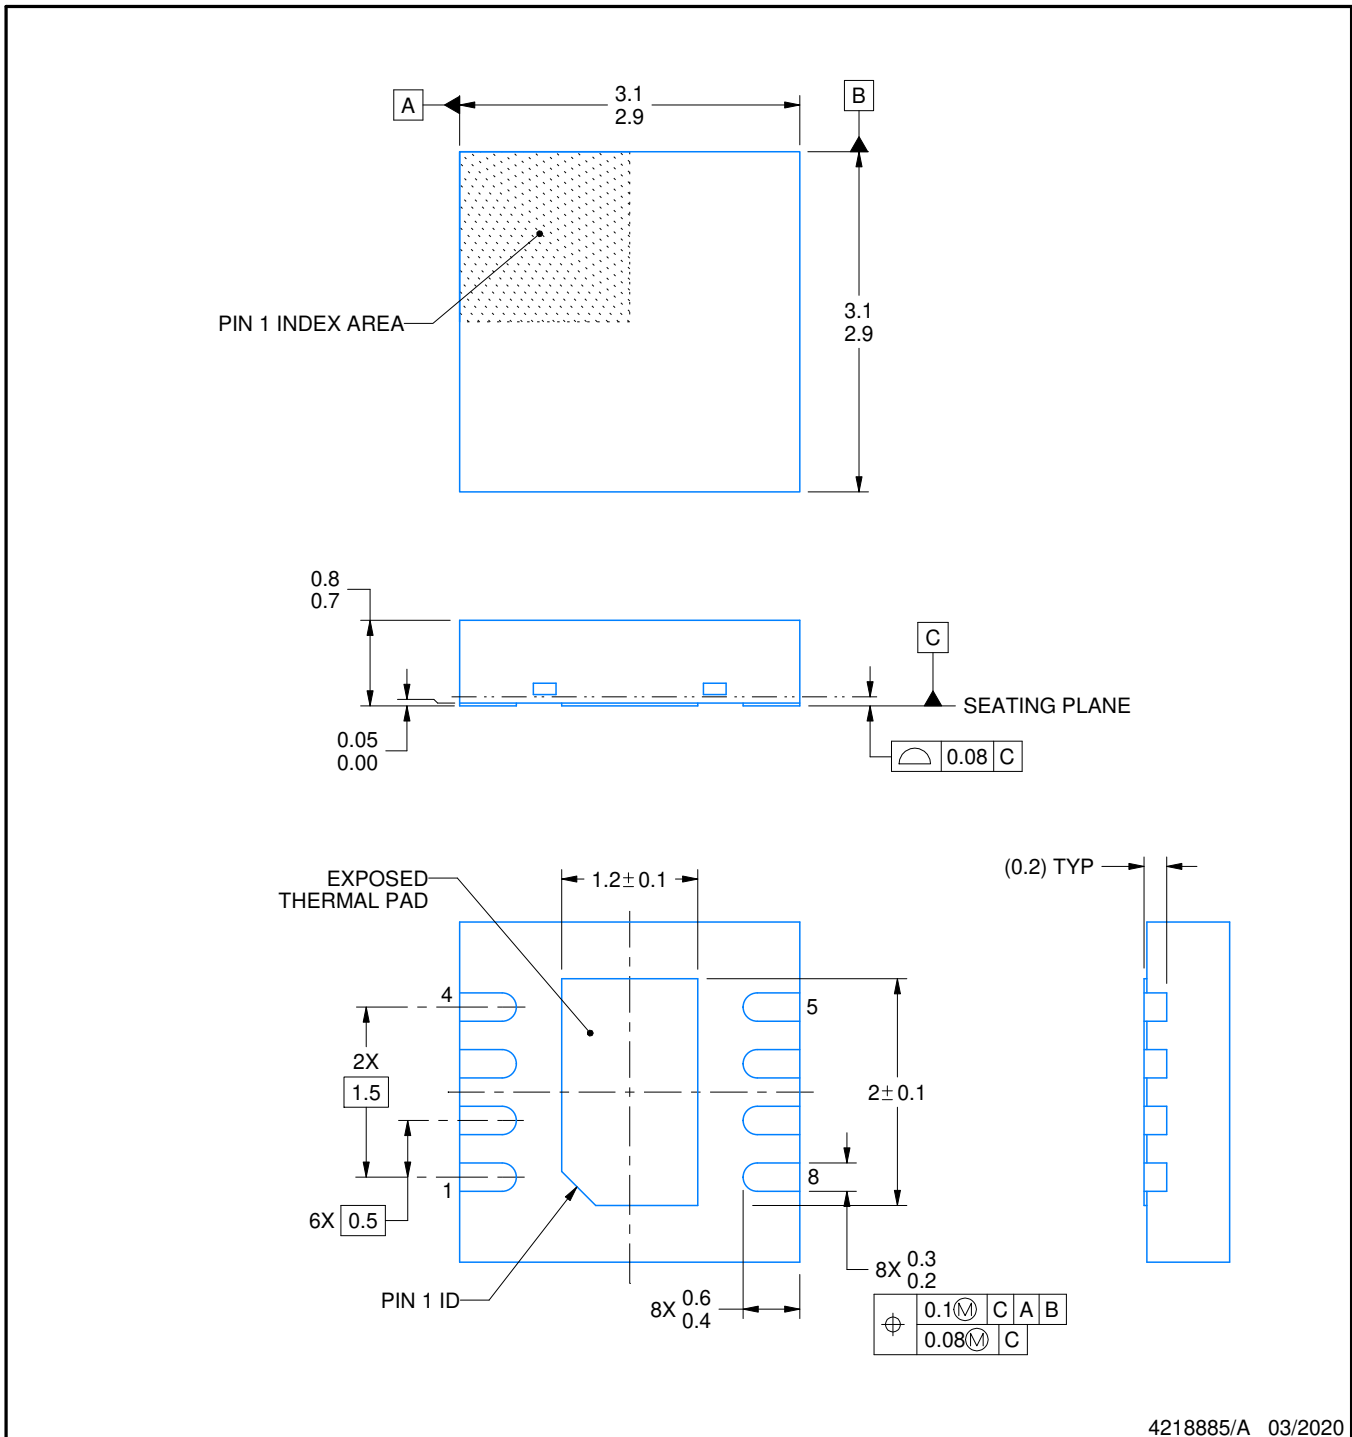 A
3.1
2.9
B
PIN 1 INDEX AREA
3.1
2.9
0.8
0.7
C
SEATING PLANE
0.05
0.00
0.08 C
EXPOSED
THERMAL PAD
1.2±0.1
(0.2) TYP
4
5
2X
1.5
2±0.1
1
8
6X 0.5
8X 0.3
0.2
PIN 1 ID
8X 0.6
0.4
0.1Ⓜ C A B
0.08Ⓜ C
4218885/A 03/2020